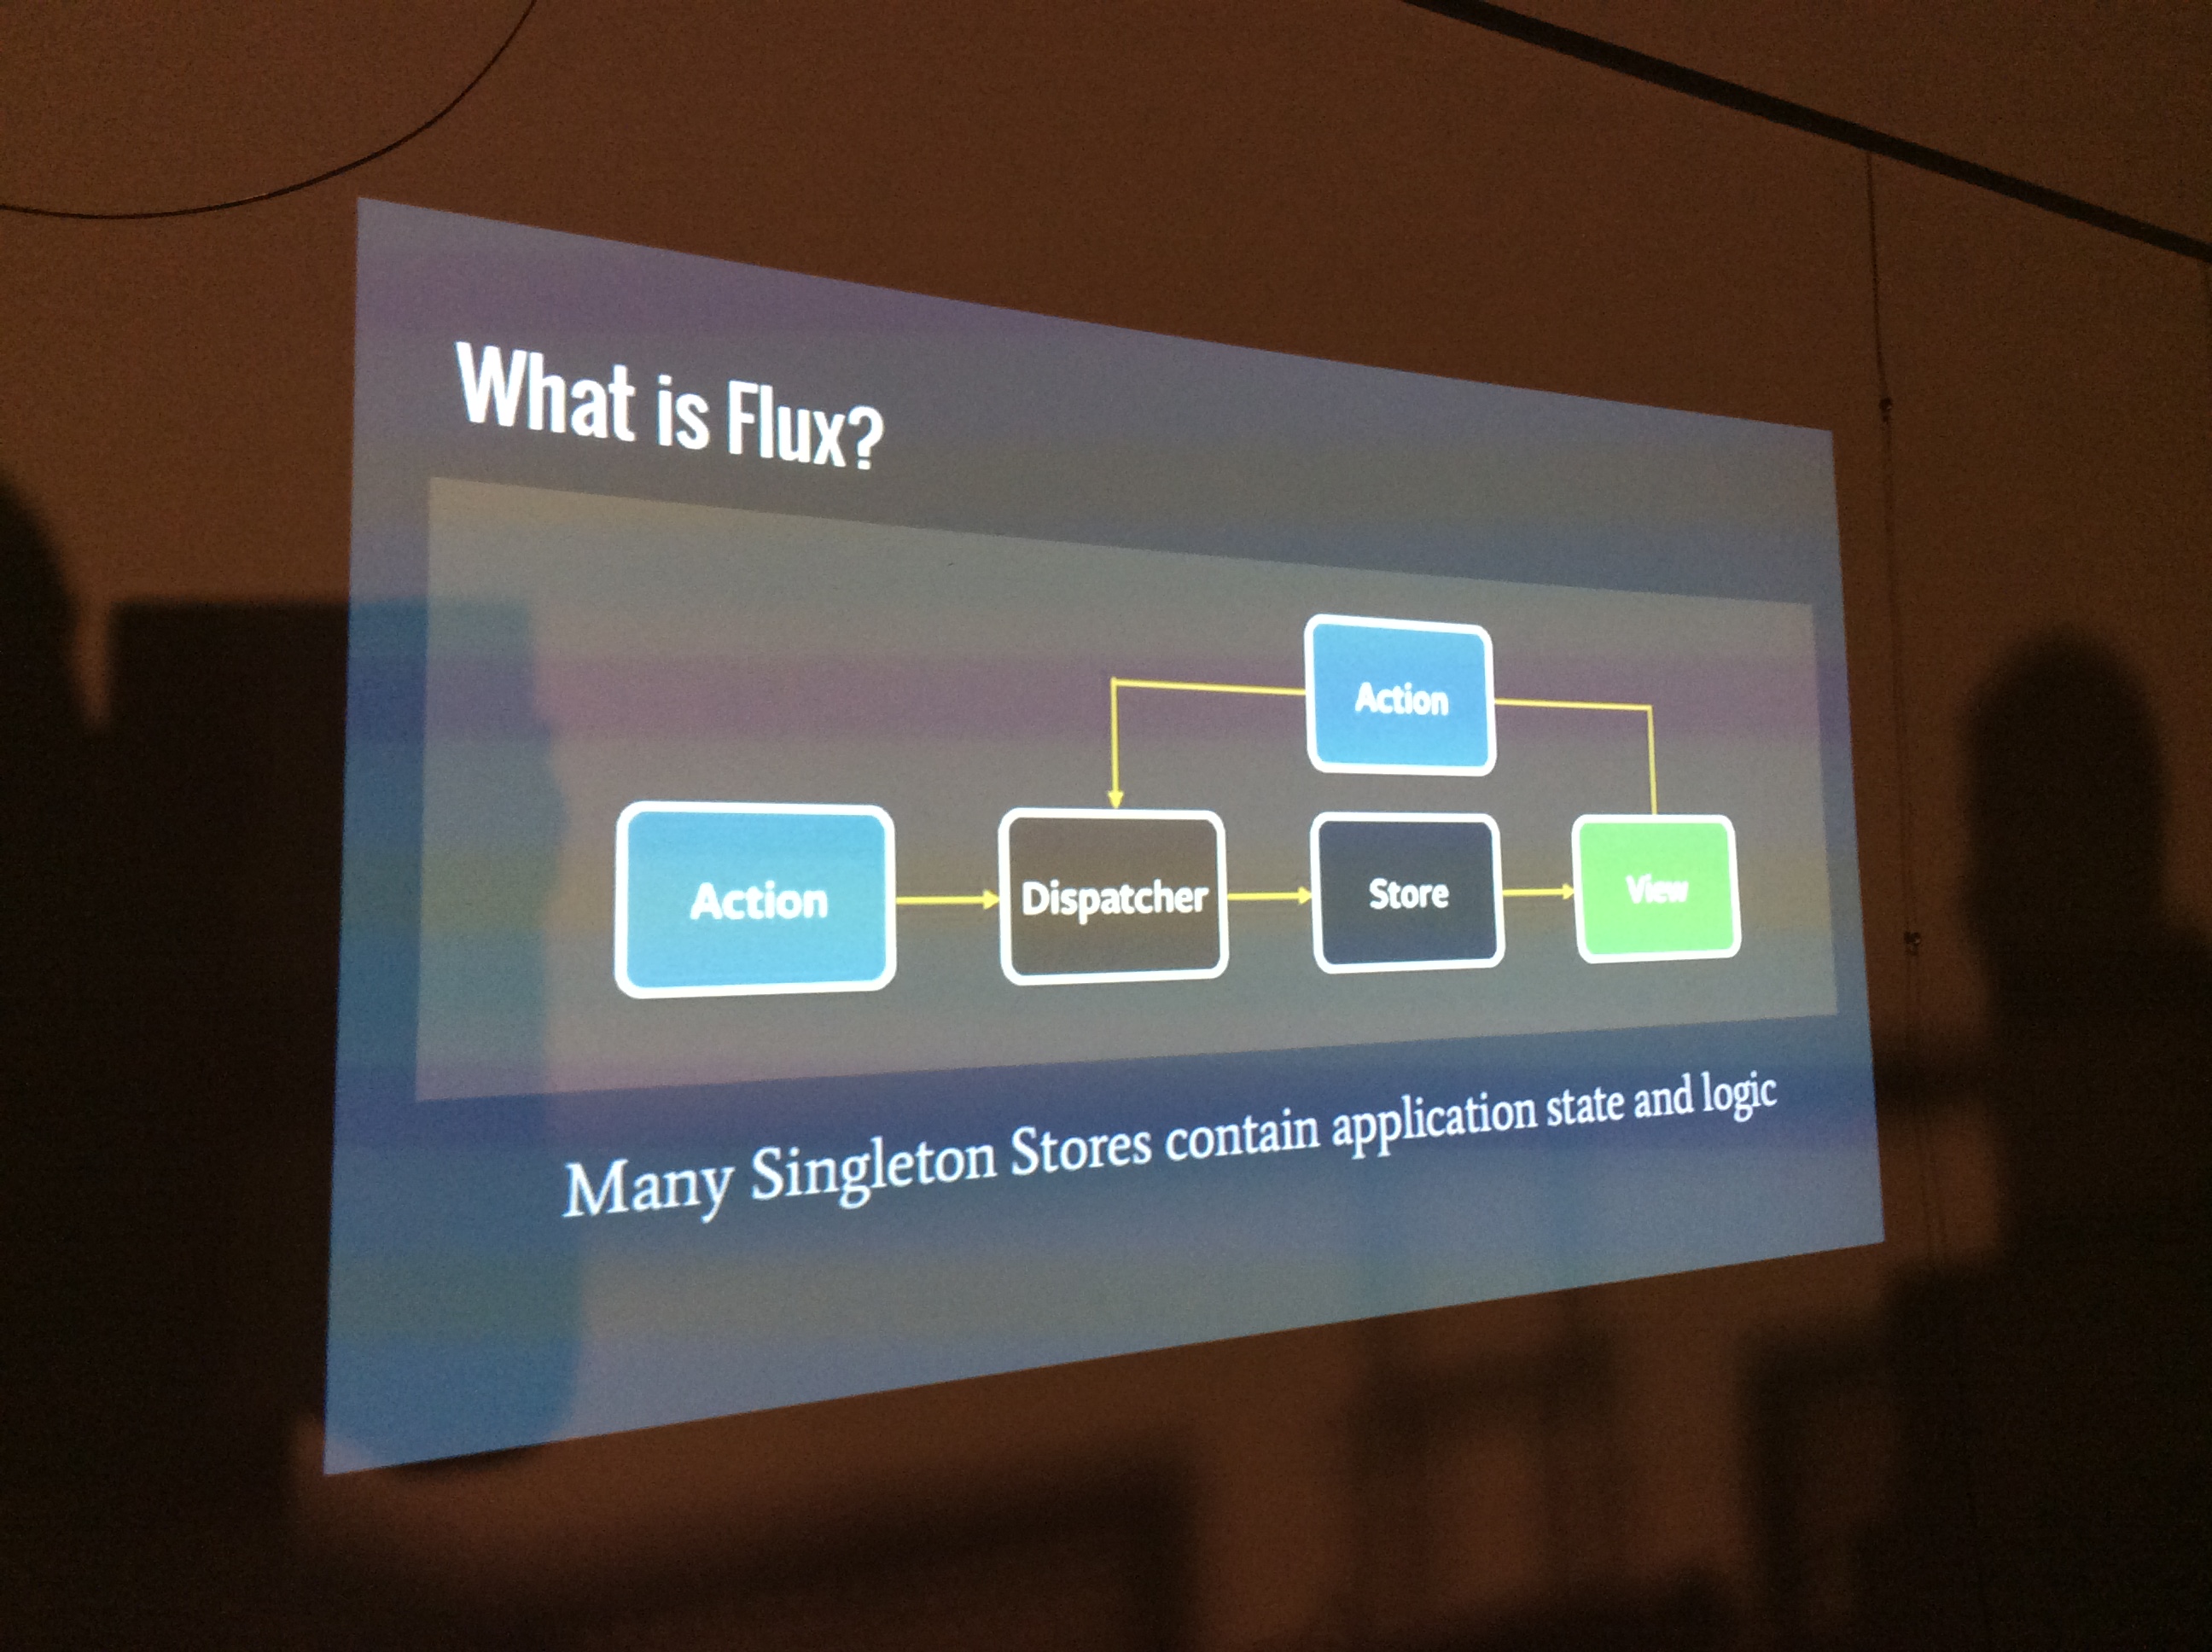 What is Flux?
Action
Action
Dispatcher
Store
View
Many Singleton Stores contain application state and logic